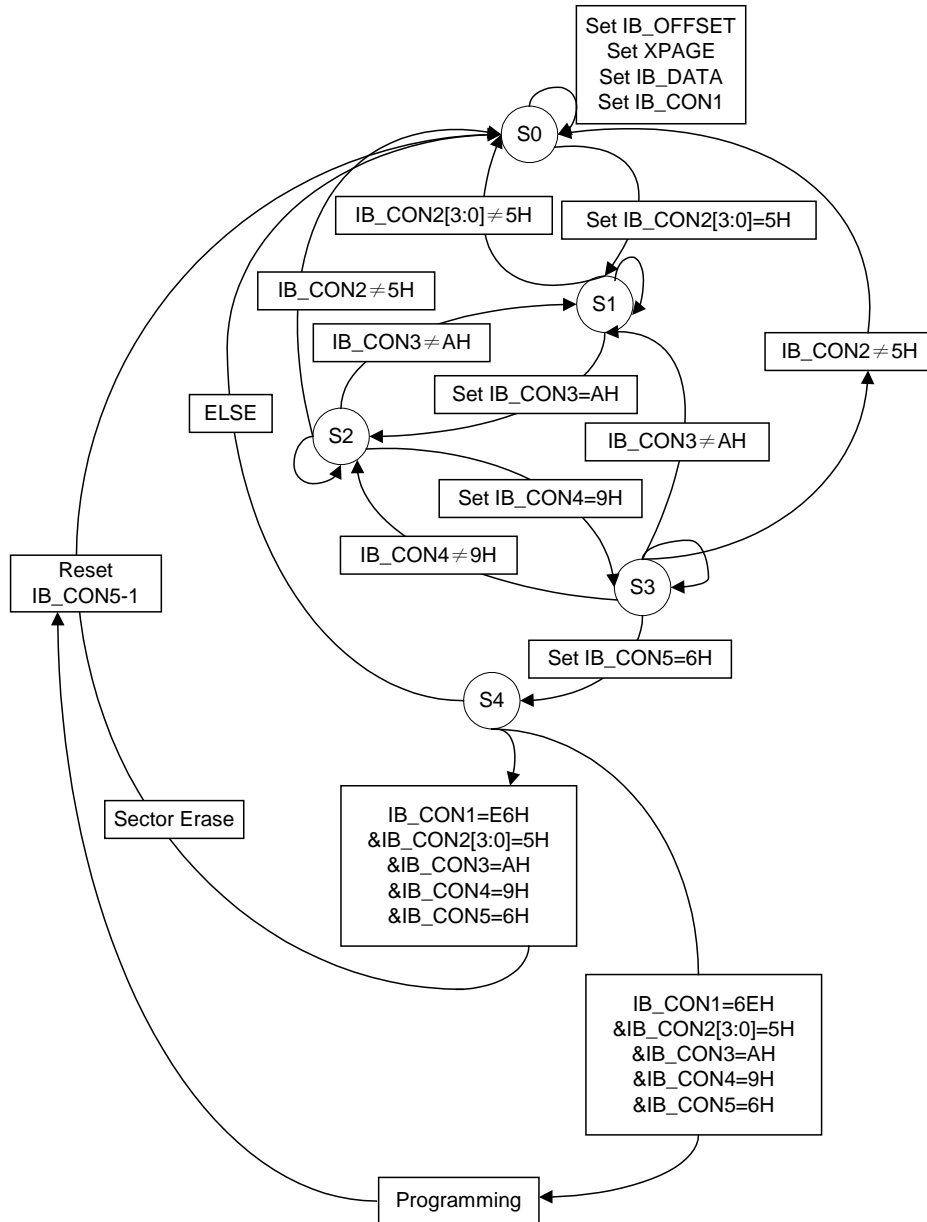 Set IB_OFFSET
Set XPAGE
Set IB_DATA
Set IB_CON1
S0
IB_CON2[3:0]≠5H
Set IB_CON2[3:0]=5H
IB_CON2≠5H
S1
IB_CON3≠AH
IB_CON2≠5H
Set IB_CON3=AH
ELSE
S2
IB_CON3≠AH
Set IB_CON4=9H
IB_CON4≠9H
Reset
IB_CON5-1
S3
Set IB_CON5=6H
S4
IB_CON1=E6H
&IB_CON2[3:0]=5H
&IB_CON3=AH
&IB_CON4=9H
&IB_CON5=6H
Sector Erase
IB_CON1=6EH
&IB_CON2[3:0]=5H
&IB_CON3=AH
&IB_CON4=9H
&IB_CON5=6H
Programming